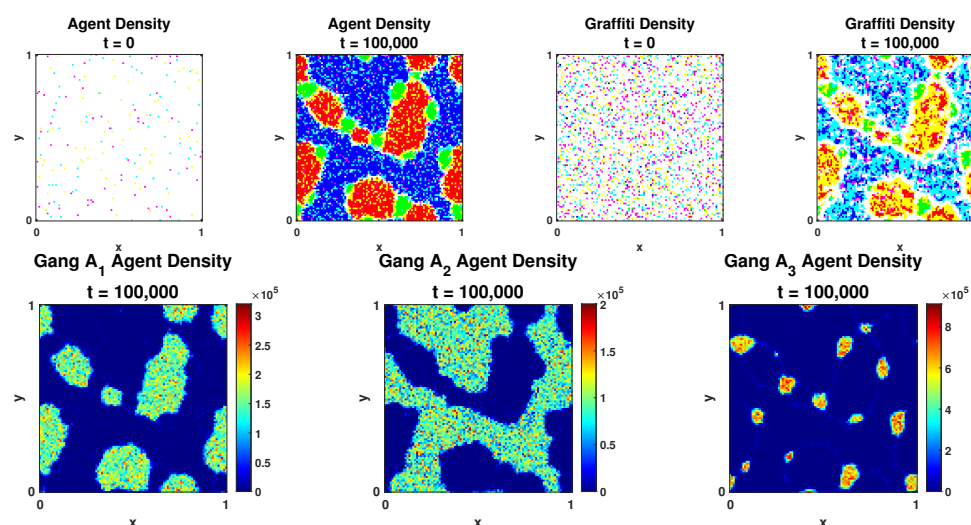 Agent Density
t = 0
Agent Density
t = 100,000
Graffiti Density
t = 0
Graffiti Density
t = 100,000
1
1
1
1
y
y
y
y
0
0
0
0
0
1
0
1
0
1
0
1
x
x
x
x
Gang A1 Agent Density
t = 100,000
Gang A2 Agent Density
t = 100,000
Gang A3 Agent Density
t = 100,000
1
y
0
0
1
x
×10^5
3
2.5
2
1.5
1
0.5
0
1
y
0
0
1
x
×10^5
2
1.5
1
0.5
0
1
y
0
0
1
x
×10^5
8
6
4
2
0